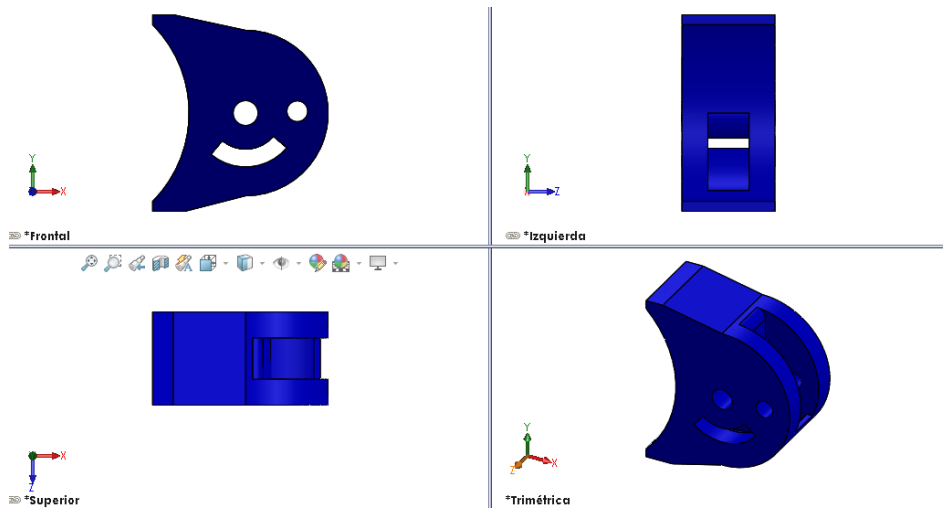 Y
X
*Frontal
Y
X
Z
*Izquierda
X
Z
*Superior
Y
X
Z
*Trimétrica